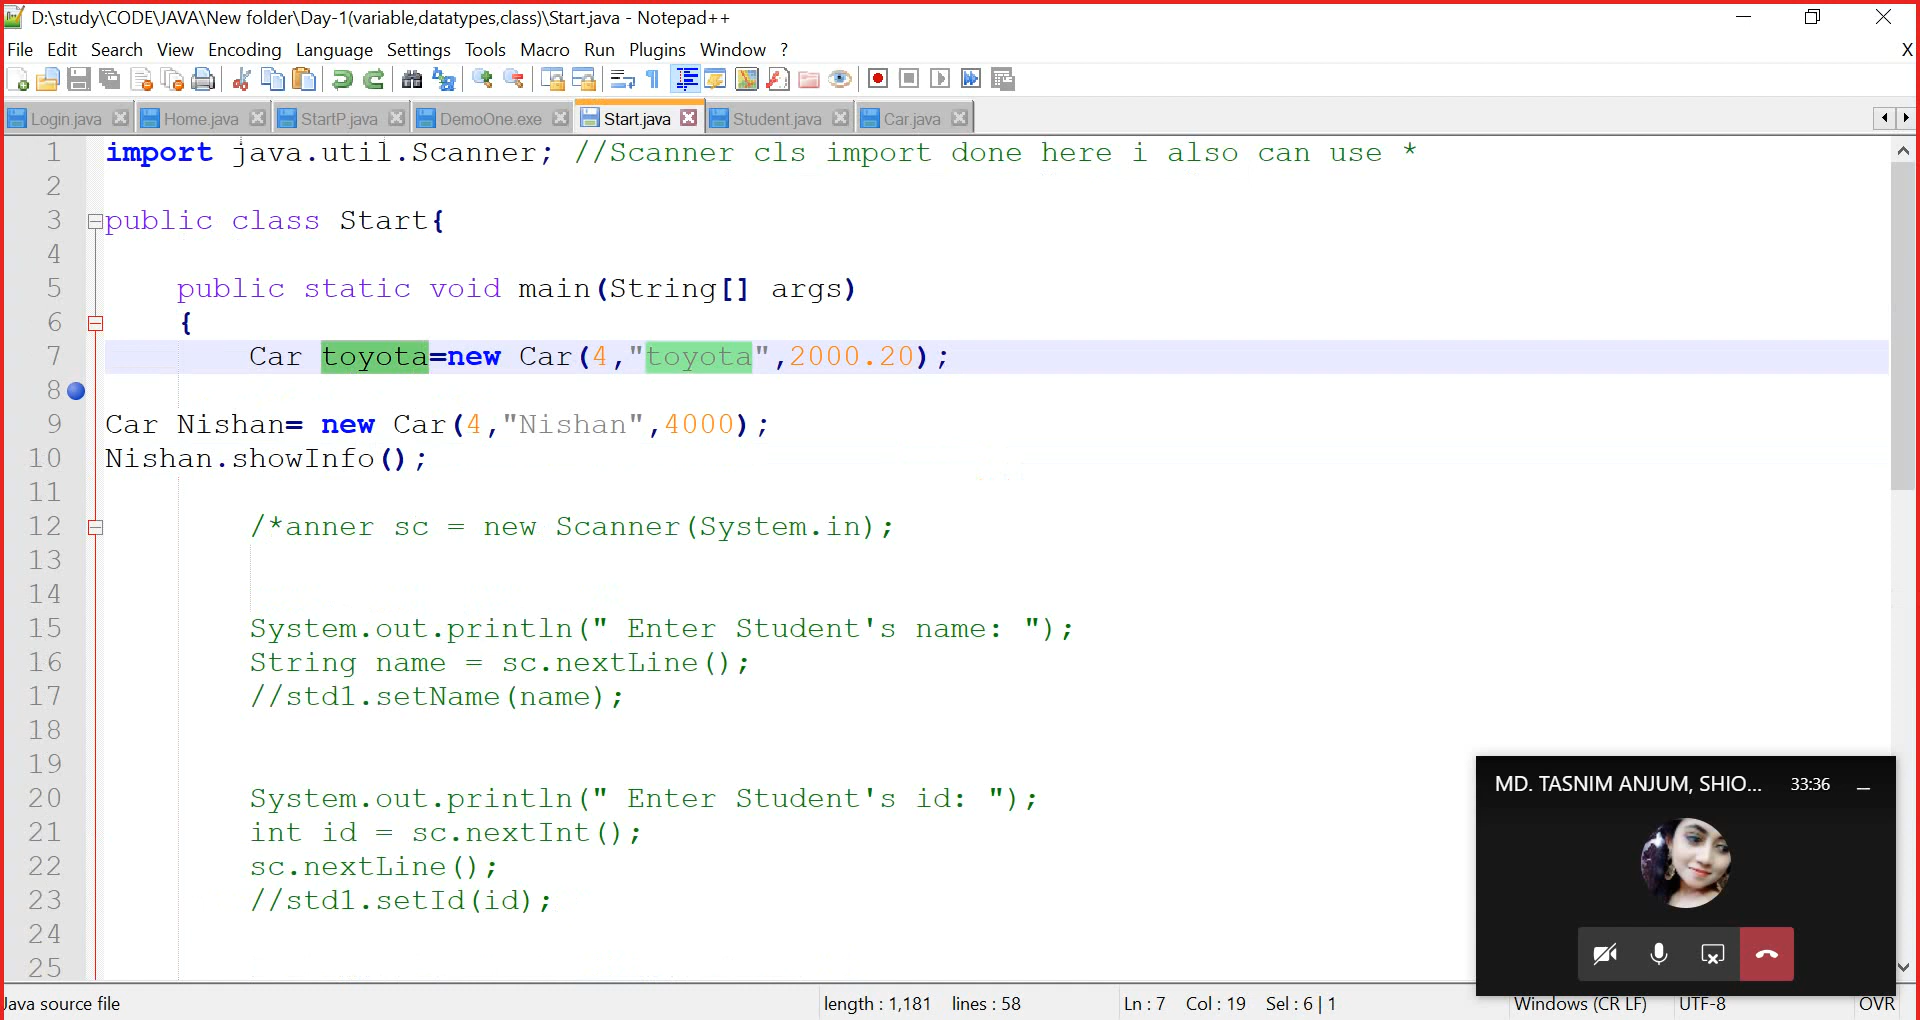 D:\study\CODE\JAVA\New folder\Day-1(variable,datatypes,class)\Start.java - Notepad++
File Edit Search View Encoding Language Settings Tools Macro Run Plugins Window ? X
Login.java Home.java StartP.java DemoOne.exe Start.java Student.java Car.java
1 import java.util.Scanner; //Scanner cls import done here i also can use *
2
3 public class Start{
4
5 public static void main(String[] args)
6 {
7 Car toyota=new Car(4,"toyota",2000.20);
8
9 Car Nishan= new Car(4,"Nishan",4000);
10 Nishan.showInfo();
11
12 /*anner sc = new Scanner(System.in);
13
14
15 System.out.println(" Enter Student's name: ");
16 String name = sc.nextLine();
17 //std1.setName(name);
18
19
20 System.out.println(" Enter Student's id: ");
21 int id = sc.nextInt();
22 sc.nextLine();
23 //std1.setId(id);
24
25
MD. TASNIM ANJUM, SHIO... 33:36
Java source file length : 1,181 lines : 58 Ln : 7 Col : 19 Sel : 6 | 1 Windows (CR LF) UTF-8 OVR